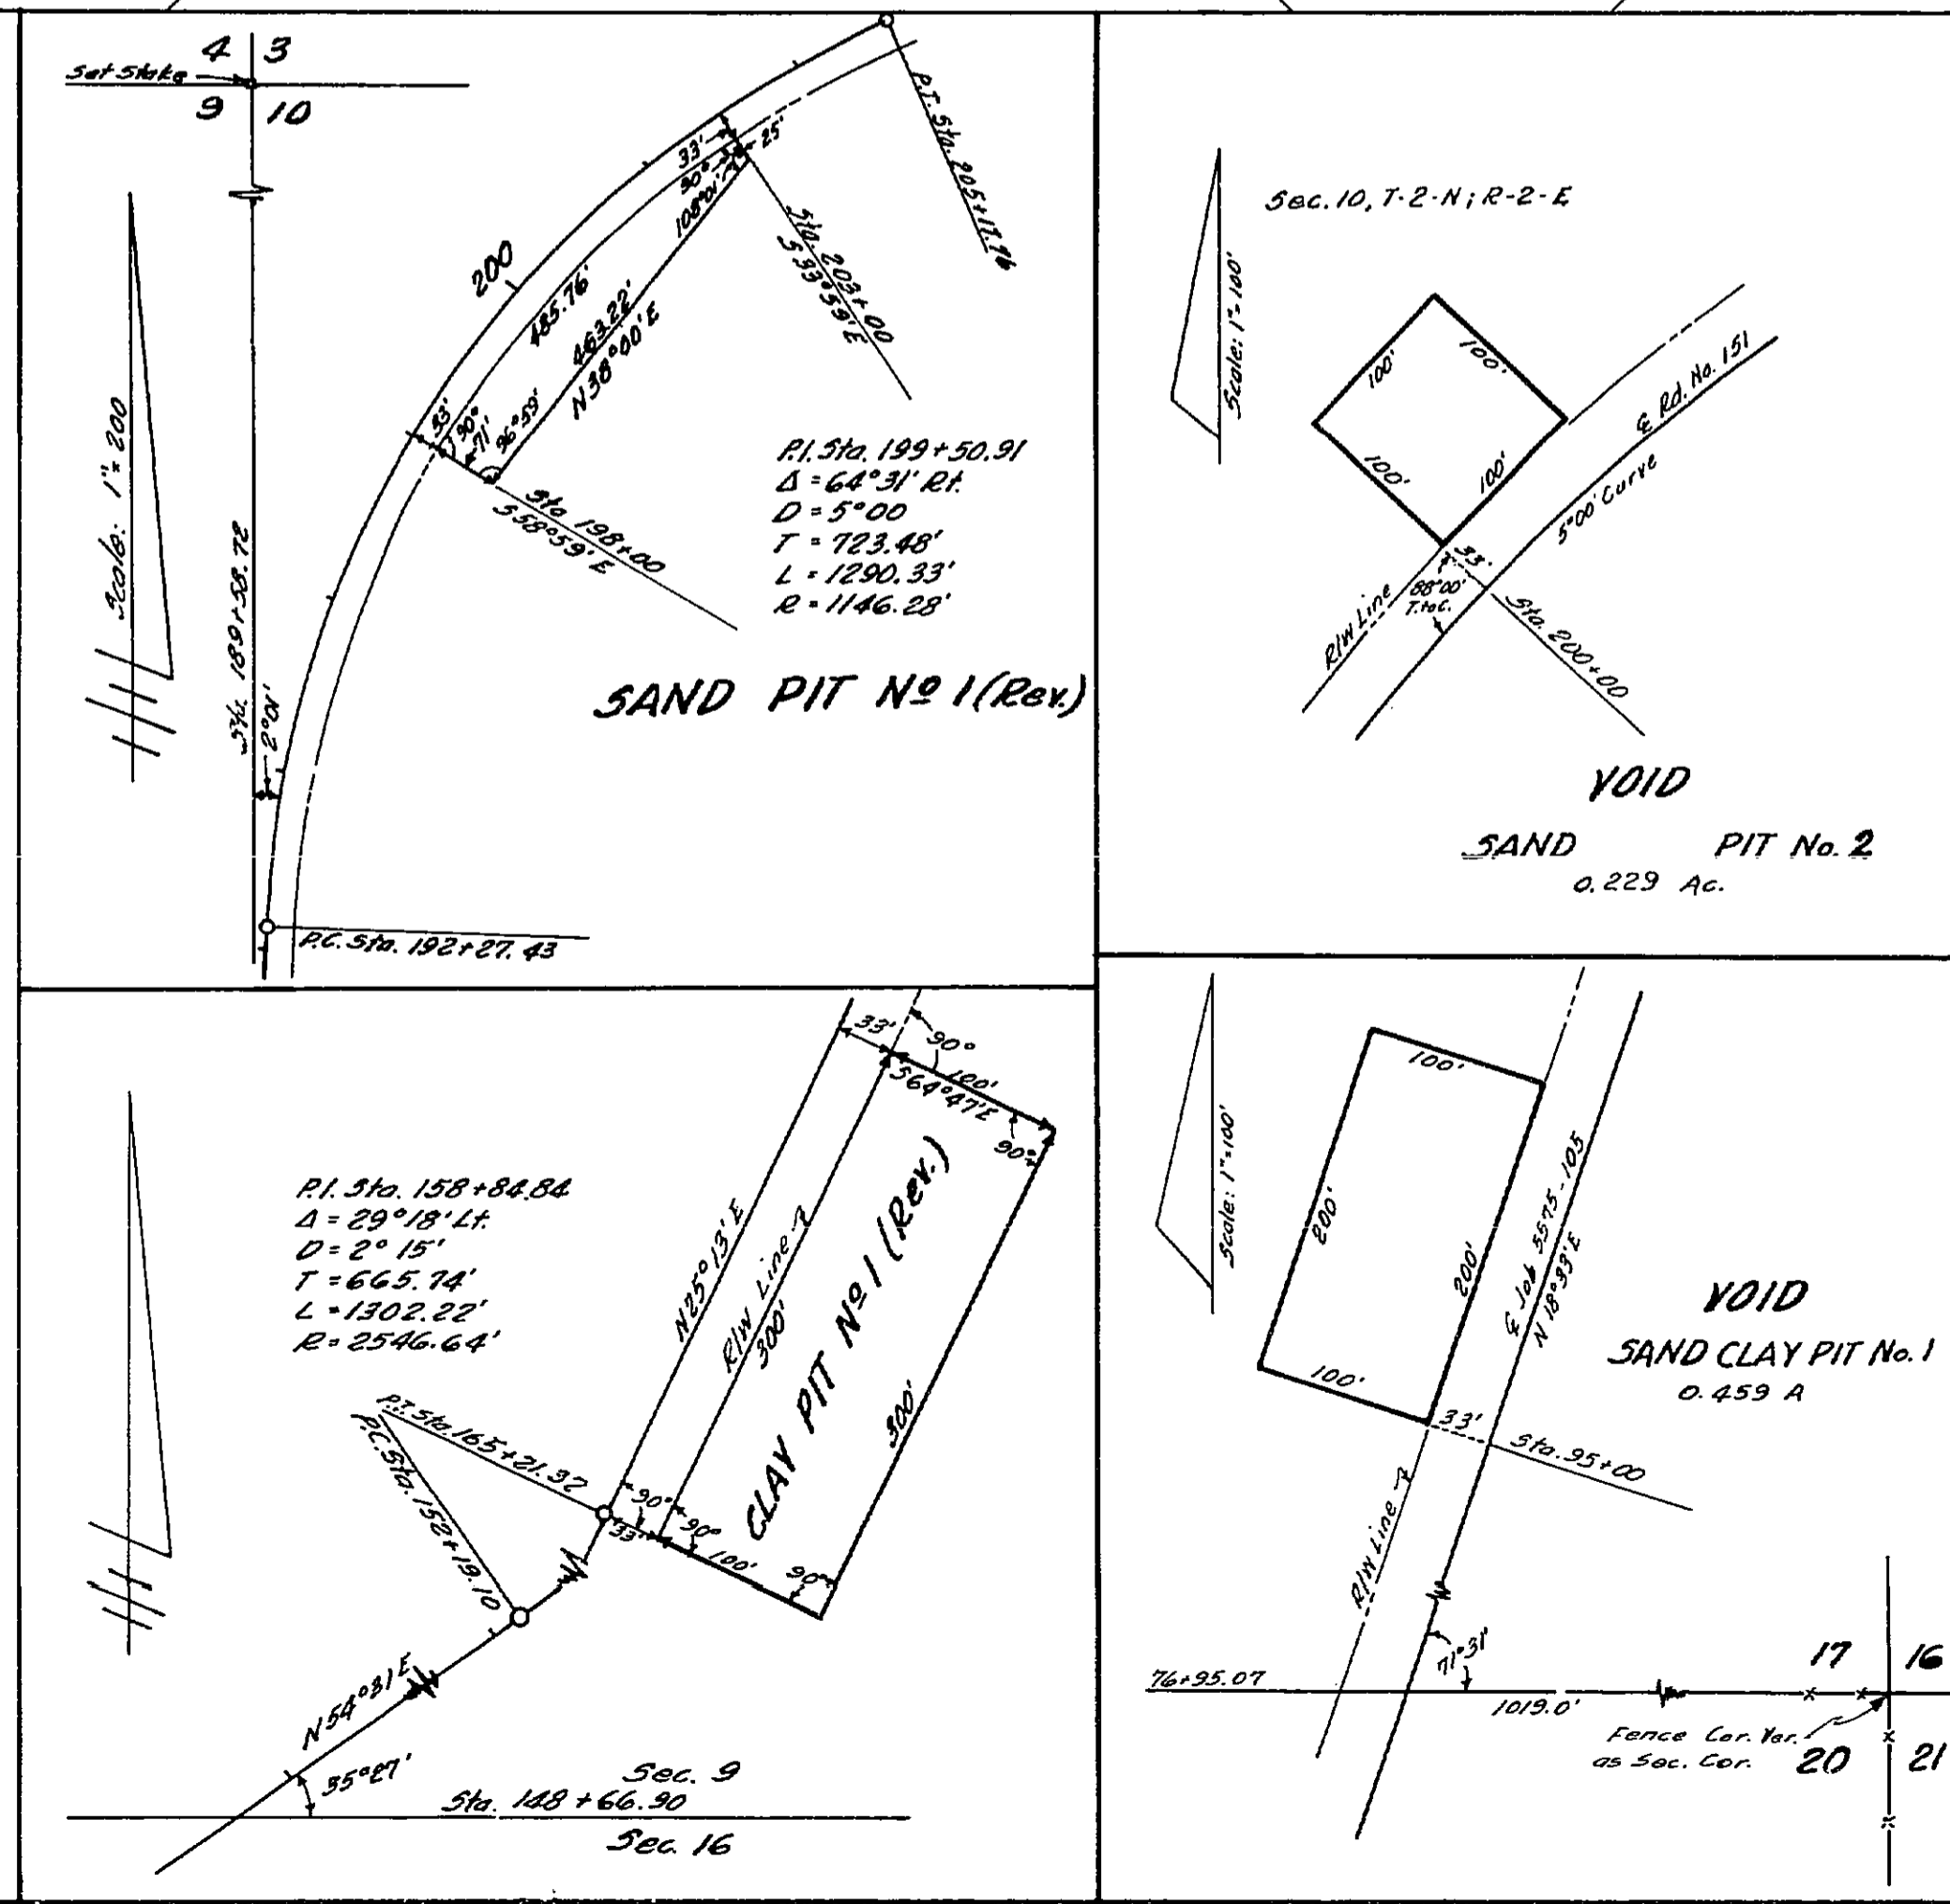 4 3
Set Stake
9 10
Scale: 1"=200
Sta. 189+58.72
2°01'
200
33'
90°
108°01'
25'
P.T. Sta. 205+17.76
Sta. 203+00
S 33°59' E
485.76'
463.22'
N 38°00' E
33'
90°
71'
96°59'
Sta 198+00
S 58°59' E
P.I. Sta. 199+50.91
Δ = 64°31' Rt.
D = 5°00
T = 723.48'
L = 1290.33'
R = 1146.28'
SAND PIT Nº 1 (Rev.)
P.C. Sta. 192+27.43
Sec. 10, T-2-N; R-2-E
Scale: 1"=100'
100'
100'
100'
100'
℄ Rd. No. 151
5°00' Curve
33'
88°00'
T. to C.
R/W Line
Sta. 200+00
VOID
SAND PIT No. 2
0.229 Ac.
P.I. Sta. 158+84.84
Δ = 29°18' Lt.
D = 2° 15'
T = 665.74'
L = 1302.22'
R = 2546.64'
33'
90°
100'
S64°47'E
90°
N25°13' E
R/W Line
300'
CLAY PIT Nº 1 (Rev.)
300'
P.T. Sta. 165+21.32
P.C. Sta. 152+19.10
90°
33'
90°
100'
90°
N 54°31' E
35°27'
Sec. 9
Sta. 148+66.90
Sec. 16
Scale: 1"=100'
100'
200'
200'
100'
℄ Job 5575-105
N 18°33' E
VOID
SAND CLAY PIT No. 1
0.459 A
33'
Sta. 95+00
R/W Line
71°31'
76+95.07
1019.0'
17 16
Fence Cor. Ver.
as Sec. Cor.
20 21